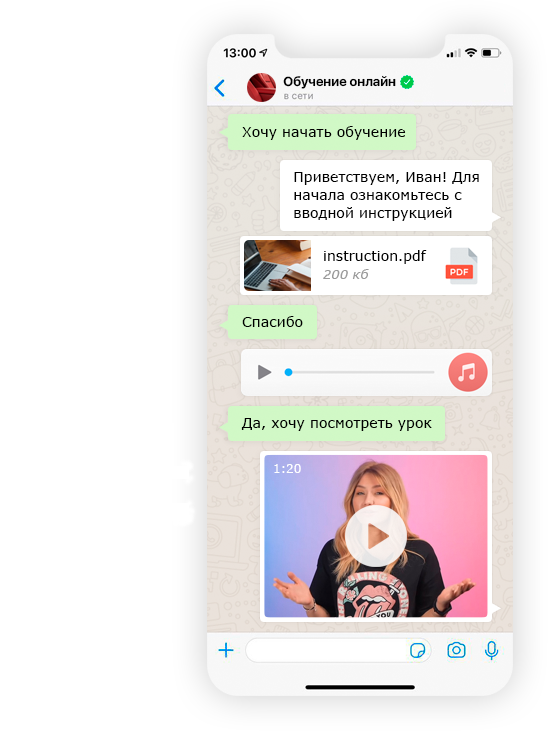 13:00
Обучение онлайн
в сети
Хочу начать обучение
Приветствуем, Иван! Для
начала ознакомьтесь с
вводной инструкцией
instruction.pdf
200 кб
PDF
Спасибо
Да, хочу посмотреть урок
1:20
YOU